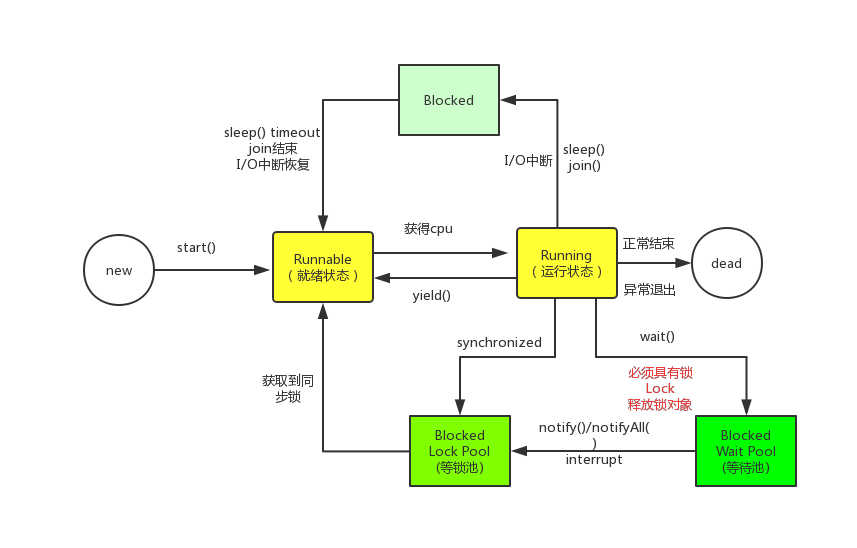 Blocked
sleep() timeout
join结束
I/O中断恢复
I/O中断
sleep()
join()
new
start()
Runnable
(就绪状态)
获得cpu
yield()
Running
(运行状态)
正常结束
异常退出
dead
synchronized
wait()
必须具有锁
Lock
释放锁对象
获取到同
步锁
Blocked
Lock Pool
(等锁池)
notify()/notifyAll(
)
interrupt
Blocked
Wait Pool
(等待池)